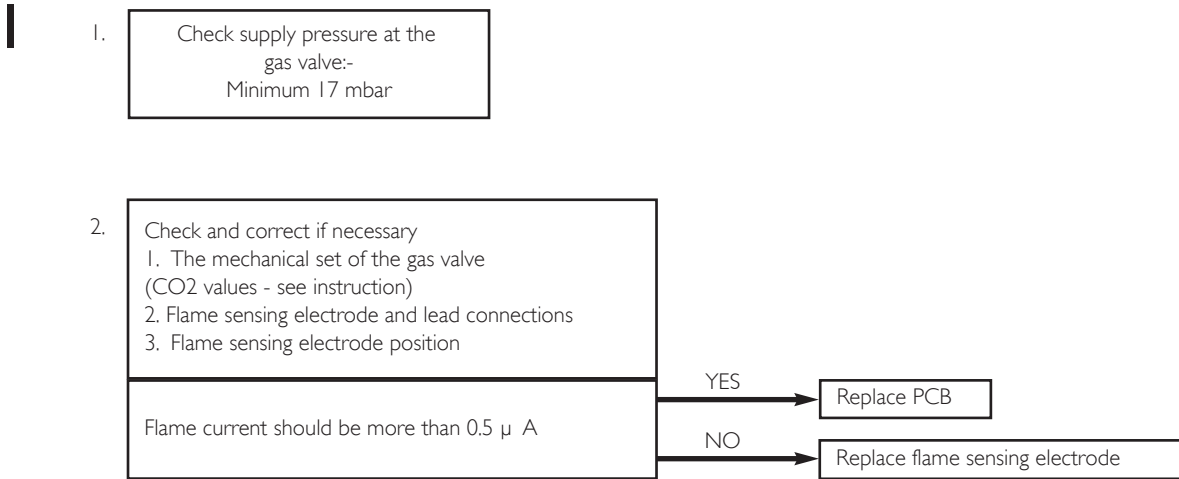 1.
Check supply pressure at the
gas valve:-
Minimum 17 mbar
2.
Check and correct if necessary
1. The mechanical set of the gas valve
(CO2 values - see instruction)
2. Flame sensing electrode and lead connections
3. Flame sensing electrode position
Flame current should be more than 0.5 µ A
YES
Replace PCB
NO
Replace flame sensing electrode